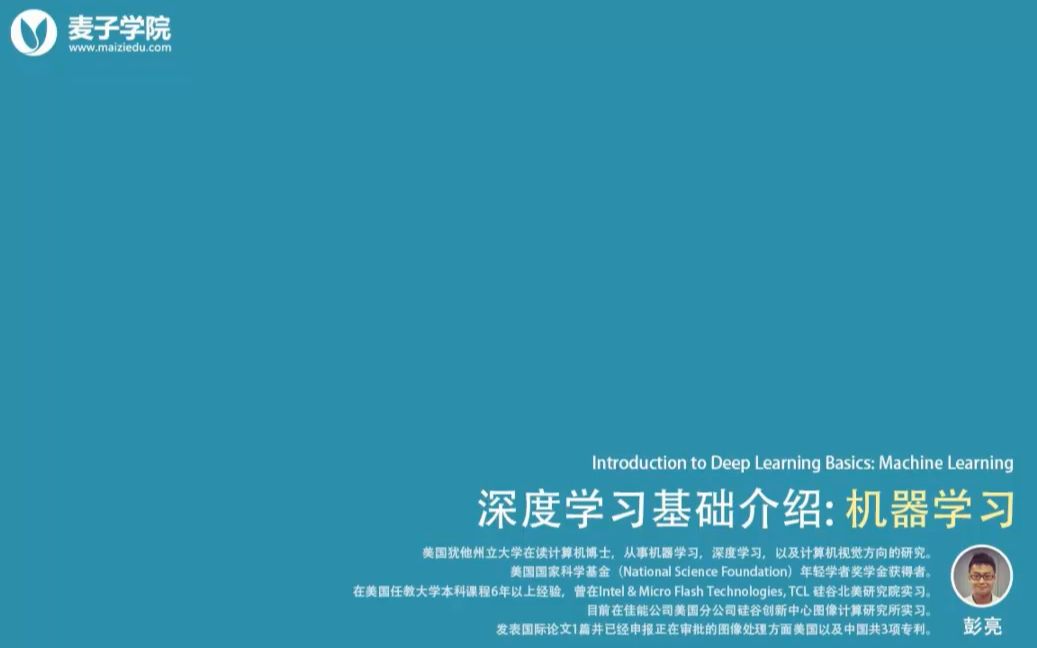 麦子学院
www.maiziedu.com
Introduction to Deep Learning Basics: Machine Learning
深度学习基础介绍: 机器学习
美国犹他州立大学在读计算机博士，从事机器学习，深度学习，以及计算机视觉方向的研究。
美国国家科学基金（National Science Foundation）年轻学者奖学金获得者。
在美国任教大学本科课程6年以上经验，曾在Intel & Micro Flash Technologies, TCL 硅谷北美研究院实习。
目前在佳能公司美国分公司硅谷创新中心图像计算研究所实习。
发表国际论文1篇并已经申报正在审批的图像处理方面美国以及中国共3项专利。
彭亮